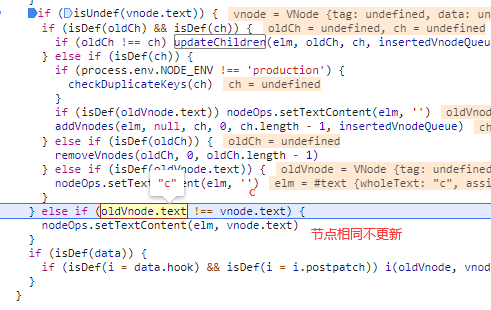 if (isUndef(vnode.text)) { vnode = VNode {tag: undefined, data: un
if (isDef(oldCh) && isDef(ch)) { oldCh = undefined, ch = undefined
if (oldCh !== ch) updateChildren(elm, oldCh, ch, insertedVnodeQueue
} else if (isDef(ch)) {
if (process.env.NODE_ENV !== 'production') {
checkDuplicateKeys(ch) ch = undefined
}
if (isDef(oldVnode.text)) nodeOps.setTextContent(elm, '') oldVno
addVnodes(elm, null, ch, 0, ch.length - 1, insertedVnodeQueue) ch
} else if (isDef(oldCh)) { oldCh = undefined
removeVnodes(oldCh, 0, oldCh.length - 1)
} else if (isDef(oldVnode.text)) { oldVnode = VNode {tag: undefined
nodeOps.setText "c" ent(elm, '') elm = #text {wholeText: "c", assi
c
}
} else if (oldVnode.text !== vnode.text) {
nodeOps.setTextContent(elm, vnode.text)
节点相同不更新
}
if (isDef(data)) {
if (isDef(i = data.hook) && isDef(i = i.postpatch)) i(oldVnode, vnod
}
}